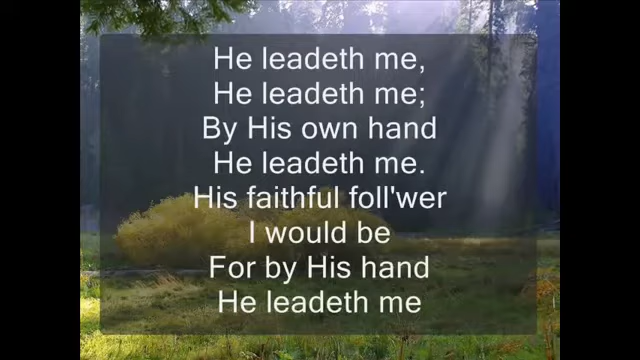 He leadeth me,
He leadeth me;
By His own hand
He leadeth me.
His faithful foll'wer
I would be
For by His hand
He leadeth me